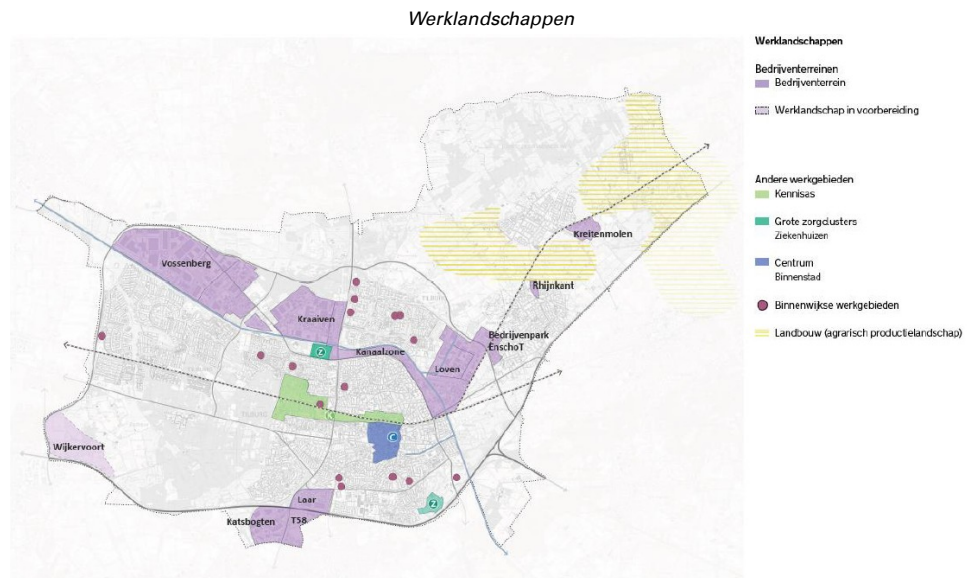 Werklandschappen
Werklandschappen
Bedrijventerreinen
Bedrijventerrein
Werklandschap in voorbereiding
Andere werkgebieden
Kennisas
Grote zorgclusters
Ziekenhuizen
Centrum
Binnenstad
Binnenwijkse werkgebieden
Landbouw (agrarisch productielandschap)
Kreitenmolen
Vossenberg
Rhijnkant
Kraaiven
Bedrijvenpark
EnschoT
Z
Kanaalzone
Loven
K
C
Wijkervoort
Laar
Z
Katsbogten
T58